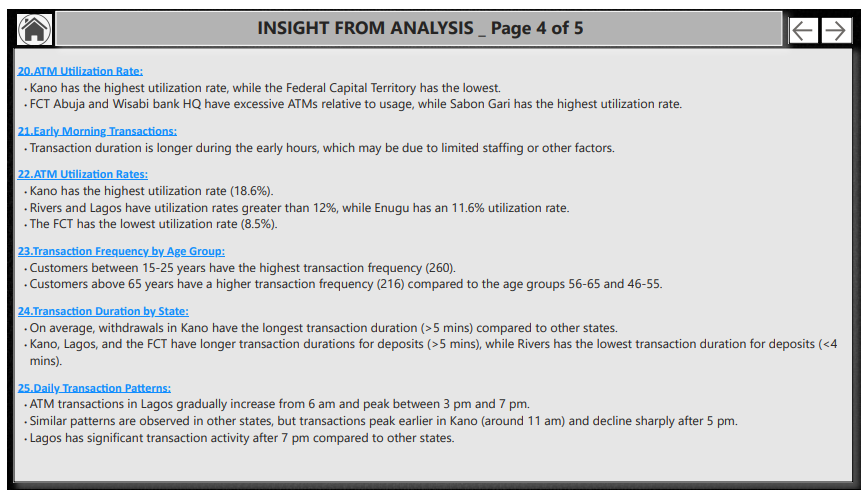 INSIGHT FROM ANALYSIS _ Page 4 of 5
20.ATM Utilization Rate:
• Kano has the highest utilization rate, while the Federal Capital Territory has the lowest.
• FCT Abuja and Wisabi bank HQ have excessive ATMs relative to usage, while Sabon Gari has the highest utilization rate.
21.Early Morning Transactions:
• Transaction duration is longer during the early hours, which may be due to limited staffing or other factors.
22.ATM Utilization Rates:
• Kano has the highest utilization rate (18.6%).
• Rivers and Lagos have utilization rates greater than 12%, while Enugu has an 11.6% utilization rate.
• The FCT has the lowest utilization rate (8.5%).
23.Transaction Frequency by Age Group:
• Customers between 15-25 years have the highest transaction frequency (260).
• Customers above 65 years have a higher transaction frequency (216) compared to the age groups 56-65 and 46-55.
24.Transaction Duration by State:
• On average, withdrawals in Kano have the longest transaction duration (>5 mins) compared to other states.
• Kano, Lagos, and the FCT have longer transaction durations for deposits (>5 mins), while Rivers has the lowest transaction duration for deposits (<4
mins).
25.Daily Transaction Patterns:
• ATM transactions in Lagos gradually increase from 6 am and peak between 3 pm and 7 pm.
• Similar patterns are observed in other states, but transactions peak earlier in Kano (around 11 am) and decline sharply after 5 pm.
• Lagos has significant transaction activity after 7 pm compared to other states.